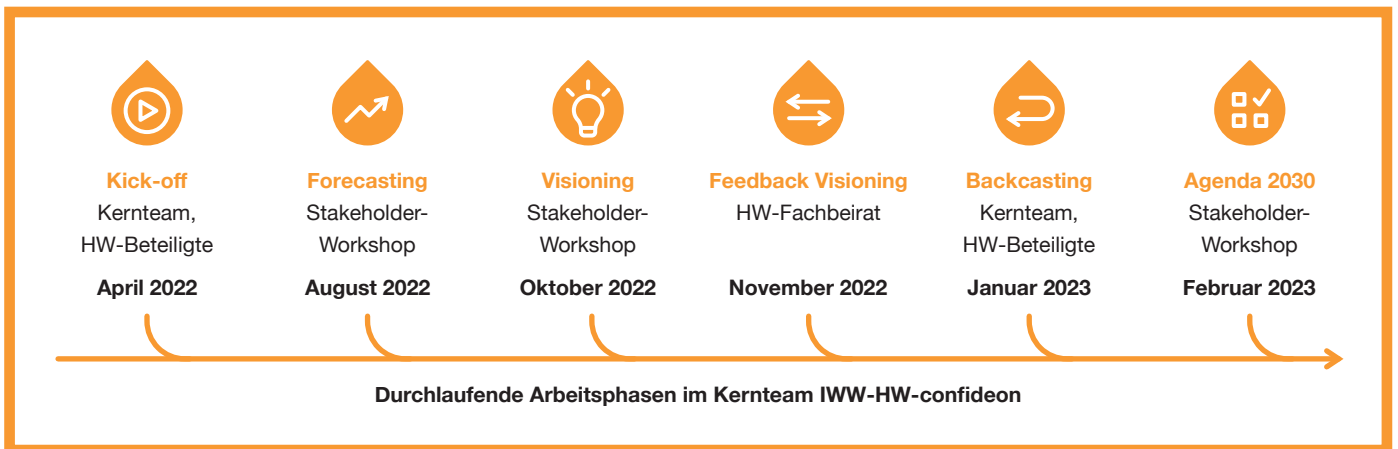 Kick-off
Kernteam,
HW-Beteiligte
April 2022
Forecasting
Stakeholder-
Workshop
August 2022
Visioning
Stakeholder-
Workshop
Oktober 2022
Feedback Visioning
HW-Fachbeirat
November 2022
Backcasting
Kernteam,
HW-Beteiligte
Januar 2023
Agenda 2030
Stakeholder-
Workshop
Februar 2023
Durchlaufende Arbeitsphasen im Kernteam IWW-HW-confideon